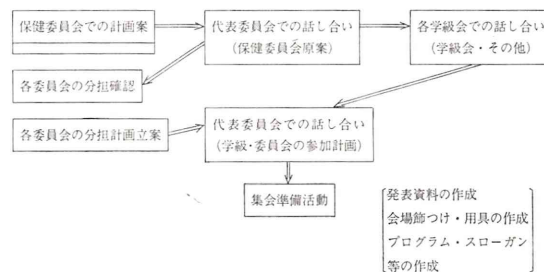 保健委員会での計画案
代表委員会での話し合い
(保健委員会原案)
各学級会での話し合い
(学級会・その他)
各委員会の分担確認
各委員会の分担計画立案
代表委員会での話し合い
(学級・委員会の参加計画)
集会準備活動
発表資料の作成
会場飾つけ・用具の作成
プログラム・スローガン
等の作成